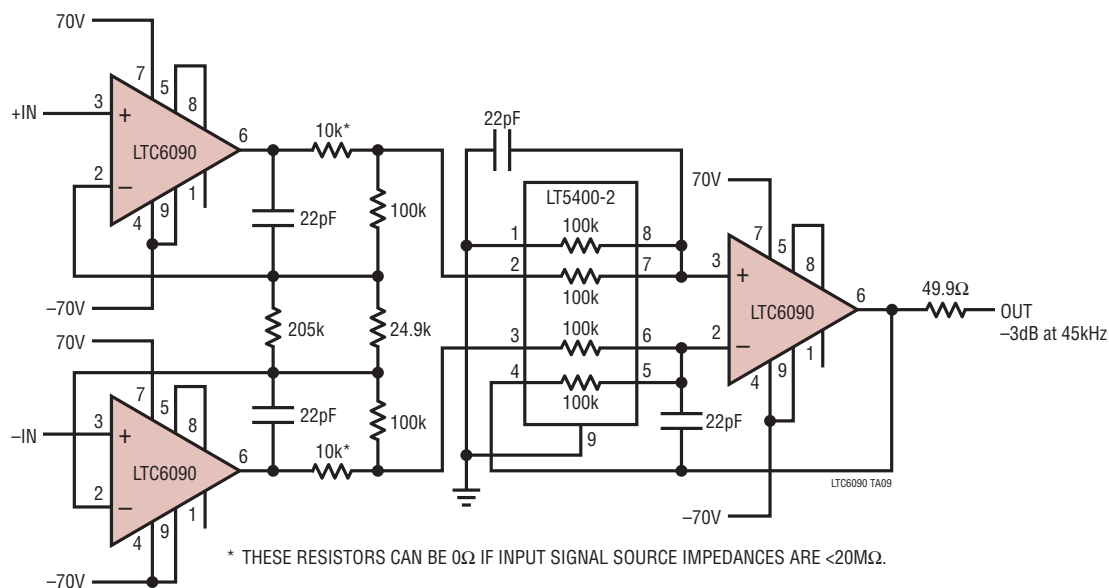 70V
7
5
8
+IN
3
+
LTC6090
6
2
–
1
9
4
–70V
10k*
22pF
100k
205k
24.9k
70V
7
5
8
–IN
3
+
LTC6090
6
2
–
1
9
4
–70V
22pF
100k
10k*
22pF
LT5400-2
1
100k
8
2
100k
7
3
100k
6
4
100k
5
9
22pF
70V
7
5
8
3
+
LTC6090
6
2
–
1
9
4
–70V
49.9Ω
OUT
–3dB at 45kHz
LTC6090 TA09
* THESE RESISTORS CAN BE 0Ω IF INPUT SIGNAL SOURCE IMPEDANCES ARE <20MΩ.